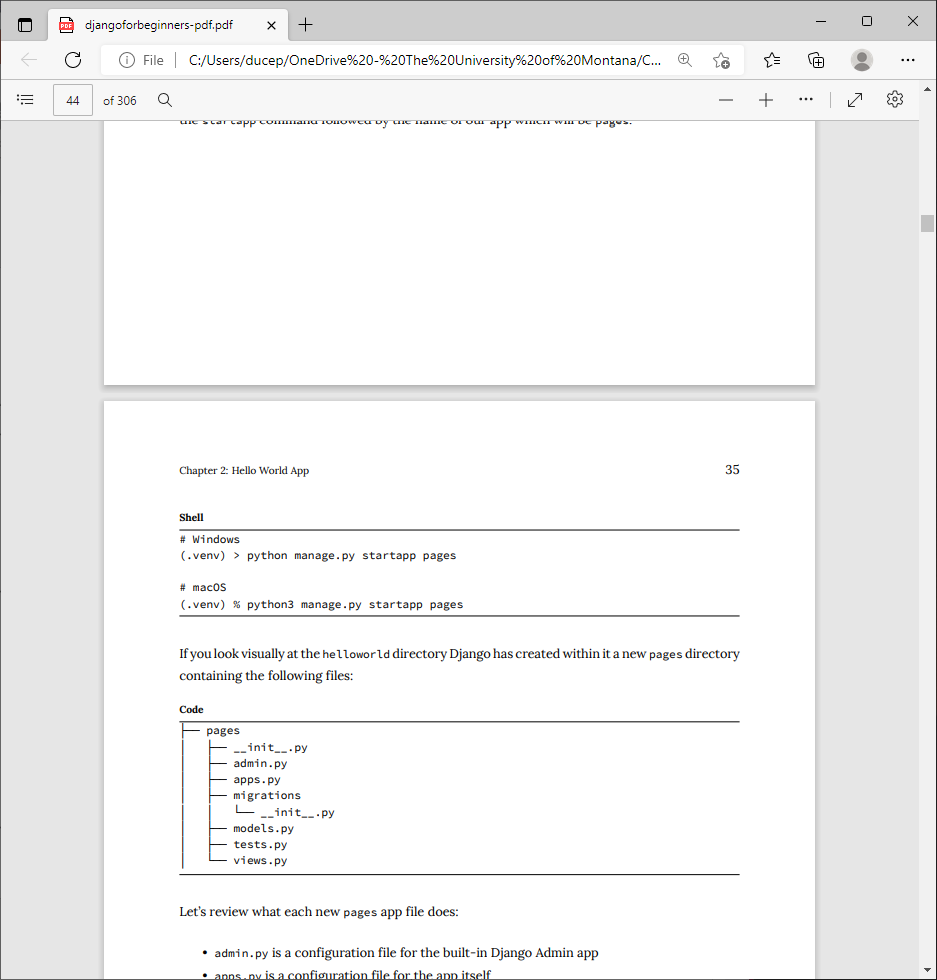 djangoforbeginners-pdf.pdf
File
C:/Users/ducep/OneDrive%20-%20The%20University%20of%20Montana/C...
44 of 306
the startapp command followed by the name of our app which will be pages.
Chapter 2: Hello World App 35
Shell
# Windows
(.venv) > python manage.py startapp pages
# macOS
(.venv) % python3 manage.py startapp pages
If you look visually at the helloworld directory Django has created within it a new pages directory
containing the following files:
Code
├── pages
│   ├── __init__.py
│   ├── admin.py
│   ├── apps.py
│   ├── migrations
│   │   └── __init__.py
│   ├── models.py
│   ├── tests.py
│   └── views.py
Let's review what each new pages app file does:
• admin.py is a configuration file for the built-in Django Admin app
• apps.py is a configuration file for the app itself